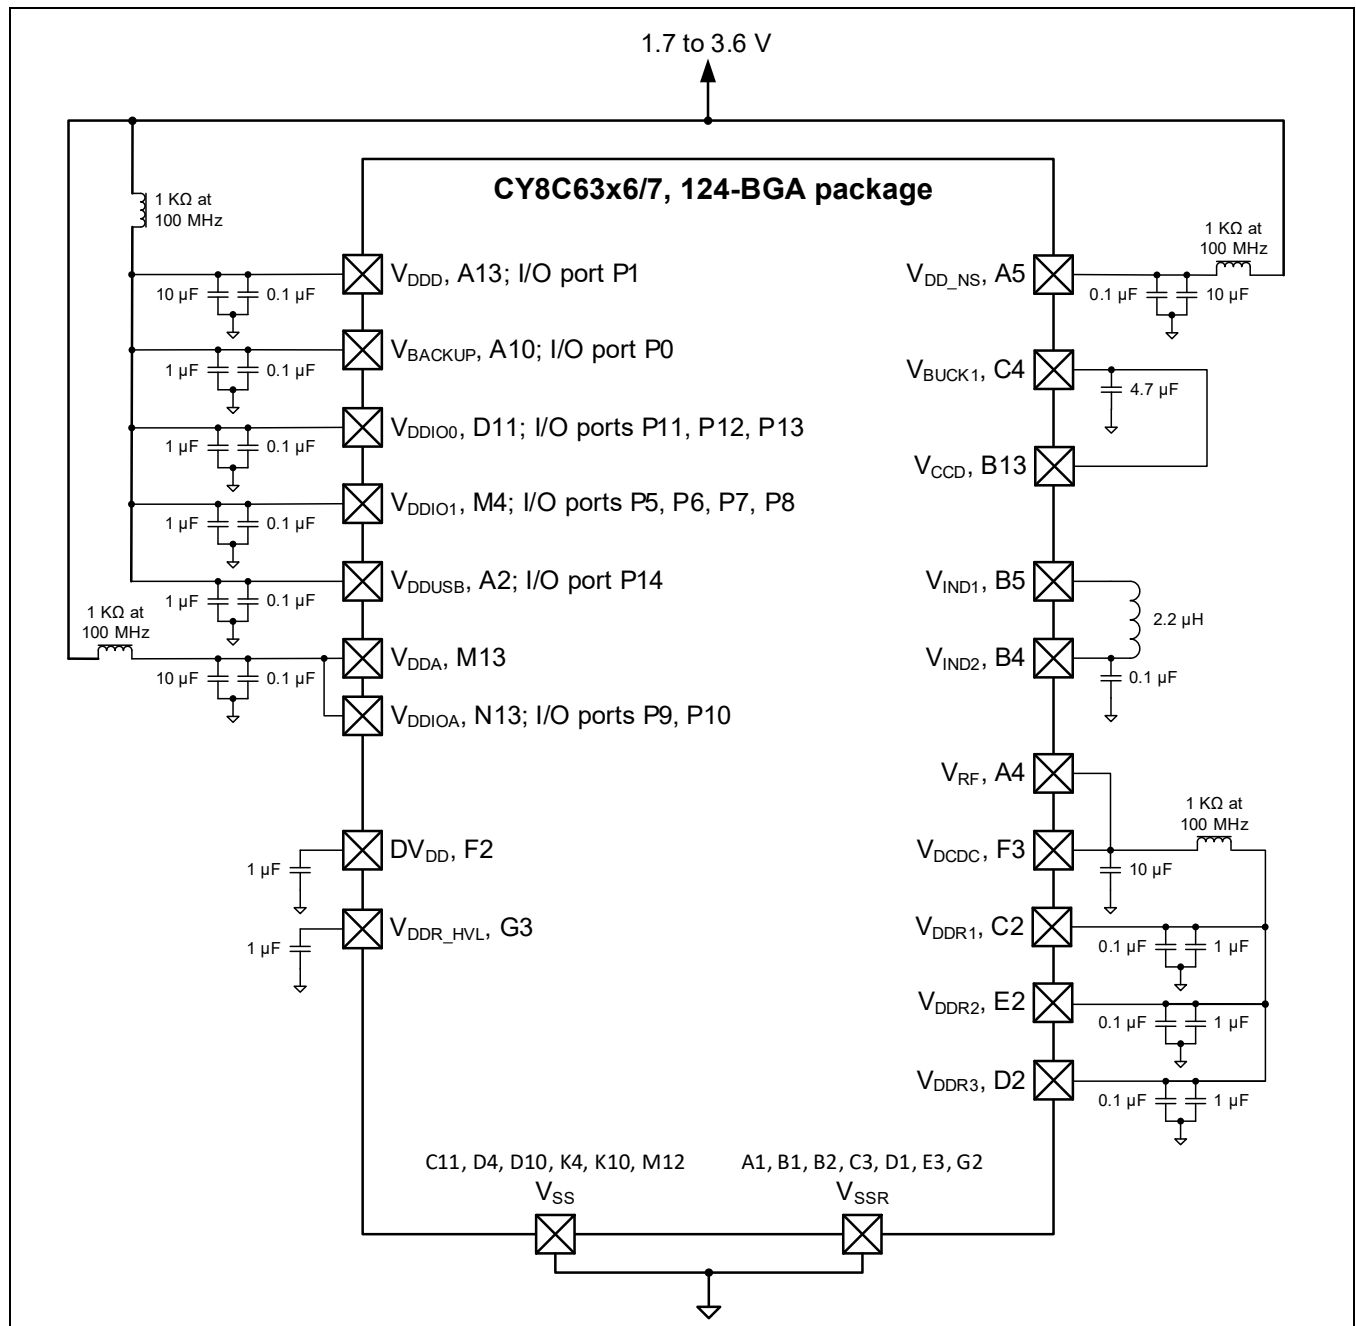 1.7 to 3.6 V
CY8C63x6/7, 124-BGA package
1 KΩ at
100 MHz
10 µF
0.1 µF
VDDD, A13; I/O port P1
1 µF
0.1 µF
VBACKUP, A10; I/O port P0
1 µF
0.1 µF
VDDIO0, D11; I/O ports P11, P12, P13
1 µF
0.1 µF
VDDIO1, M4; I/O ports P5, P6, P7, P8
1 µF
0.1 µF
VDDUSB, A2; I/O port P14
1 KΩ at
100 MHz
10 µF
0.1 µF
VDDA, M13
VDDIOA, N13; I/O ports P9, P10
1 µF
DVDD, F2
1 µF
VDDR_HVL, G3
1 KΩ at
100 MHz
VDD_NS, A5
0.1 µF
10 µF
VBUCK1, C4
4.7 µF
VCCD, B13
VIND1, B5
2.2 µH
VIND2, B4
0.1 µF
VRF, A4
1 KΩ at
100 MHz
VDCDC, F3
10 µF
VDDR1, C2
0.1 µF
1 µF
VDDR2, E2
0.1 µF
1 µF
VDDR3, D2
0.1 µF
1 µF
C11, D4, D10, K4, K10, M12
VSS
A1, B1, B2, C3, D1, E3, G2
VSSR